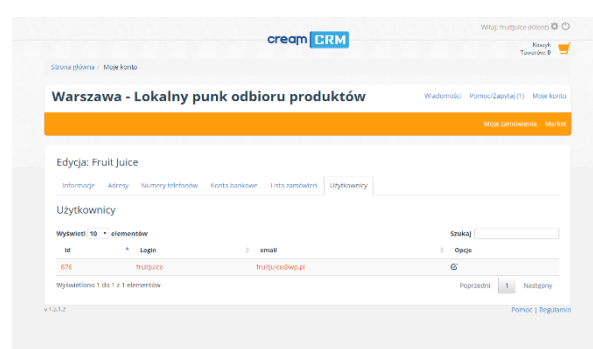 Witaj: fruitjuice (Klient)
cream CRM
Koszyk
Towarów: 0
Strona główna / Moje konto
Warszawa - Lokalny punk odbioru produktów
Wiadomości Pomoc/Zapytaj (1) Moje konto
Moje zamówienia Market
Edycja: Fruit Juice
Informacje Adresy Numery telefonów Konta bankowe Lista zamówień Użytkownicy
Użytkownicy
Wyświetl 10 elementów Szukaj
Id Login email Opcje
676 fruitjuice fruitjuice@wp.pl
Wyświetlono 1 do 1 z 1 elementów Poprzedni 1 Następny
v 1.2.1.2 Pomoc | Regulamin